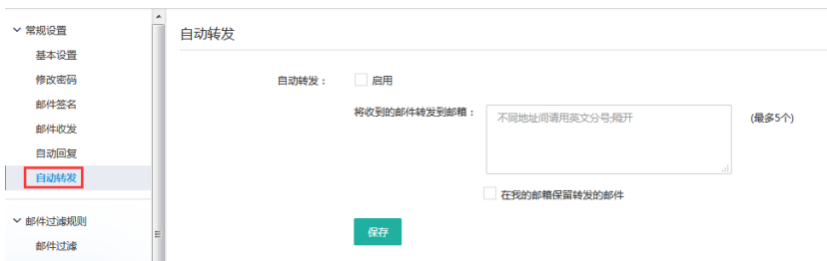 常规设置
基本设置
修改密码
邮件签名
邮件收发
自动回复
自动转发
邮件过滤规则
邮件过滤
自动转发
自动转发： 启用
将收到的邮件转发到邮箱： 不同地址间请用英文分号;隔开 (最多5个)
在我的邮箱保留转发的邮件
保存